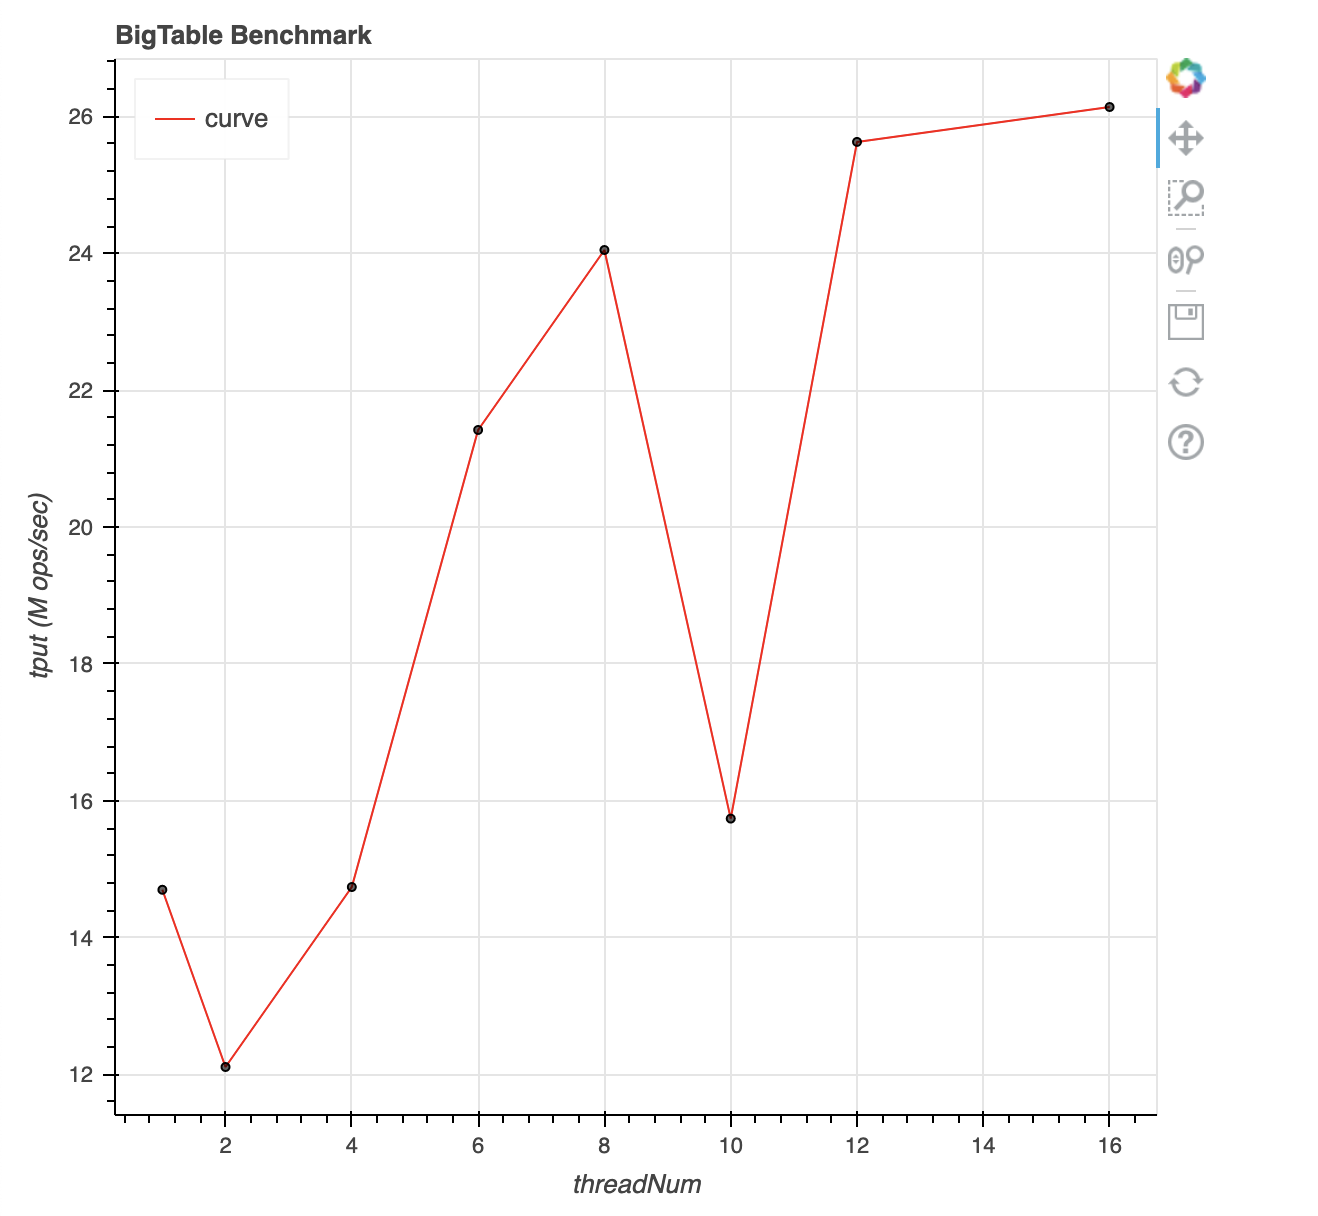 BigTable Benchmark
curve
26
24
22
20
18
16
14
12
tput (M ops/sec)
2 4 6 8 10 12 14 16
threadNum